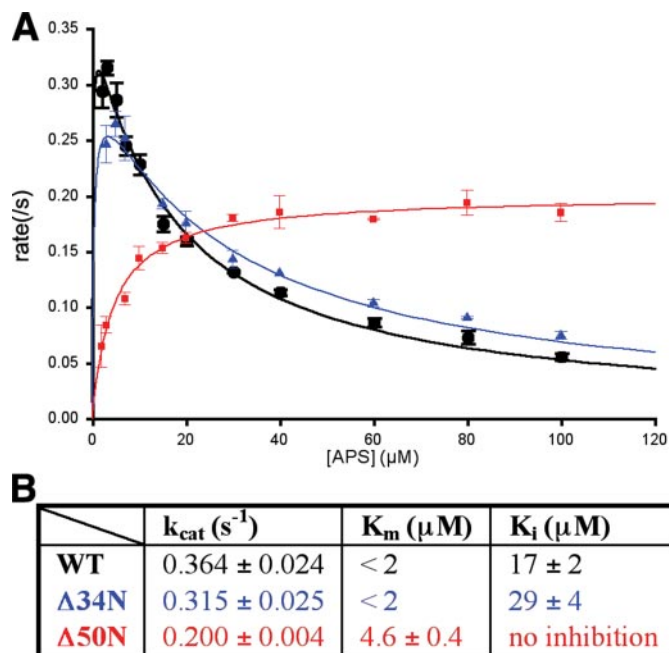 A
0.35
0.30
0.25
0.20
0.15
0.10
0.05
0.00
rate(/s)
0 20 40 60 80 100 120
[APS] (μM)
B
k_cat (s⁻¹) K_m (μM) K_i (μM)
WT 0.364 ± 0.024 < 2 17 ± 2
Δ34N 0.315 ± 0.025 < 2 29 ± 4
Δ50N 0.200 ± 0.004 4.6 ± 0.4 no inhibition